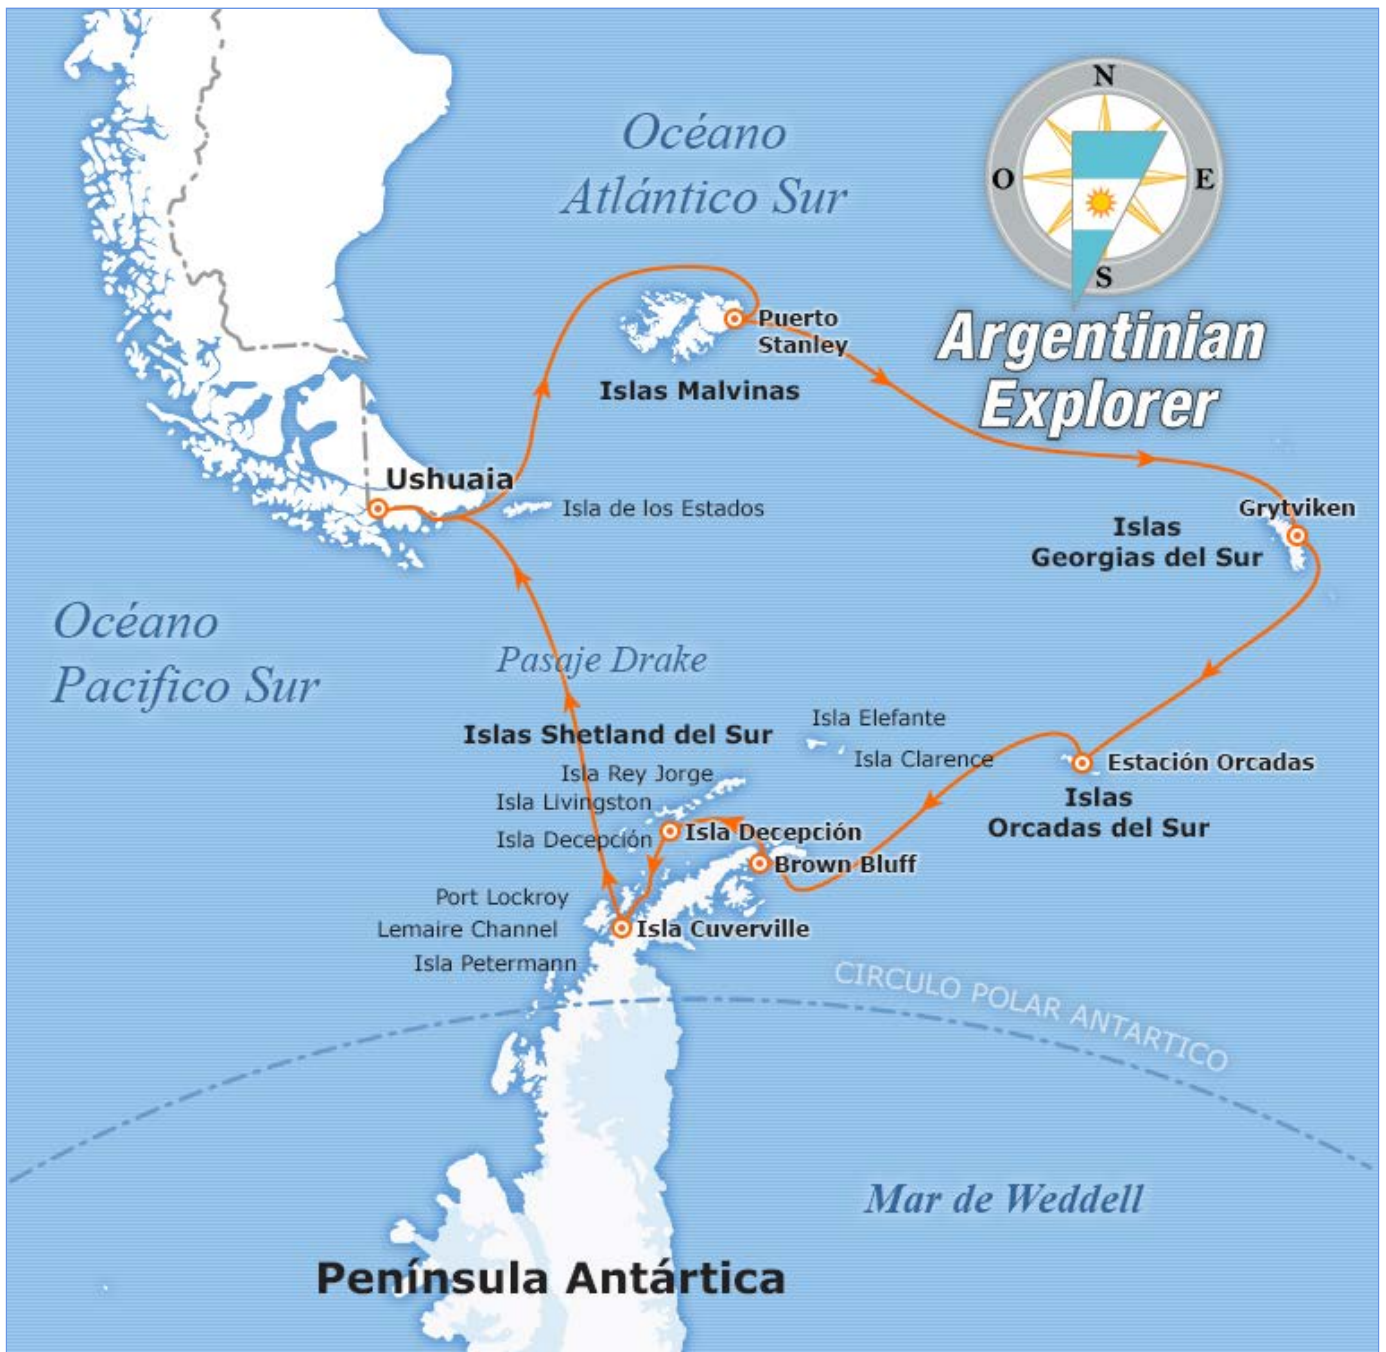 N
O
E
S
Océano
Atlántico Sur
Argentinian
Explorer
Puerto
Stanley
Islas Malvinas
Ushuaia
Isla de los Estados
Grytviken
Islas
Georgias del Sur
Océano
Pacifico Sur
Pasaje Drake
Islas Shetland del Sur
Isla Elefante
Isla Clarence
Estación Orcadas
Islas
Orcadas del Sur
Isla Rey Jorge
Isla Livingston
Isla Decepción
Isla Decepción
Brown Bluff
Port Lockroy
Lemaire Channel
Isla Cuverville
Isla Petermann
CIRCULO POLAR ANTARTICO
Mar de Weddell
Península Antártica